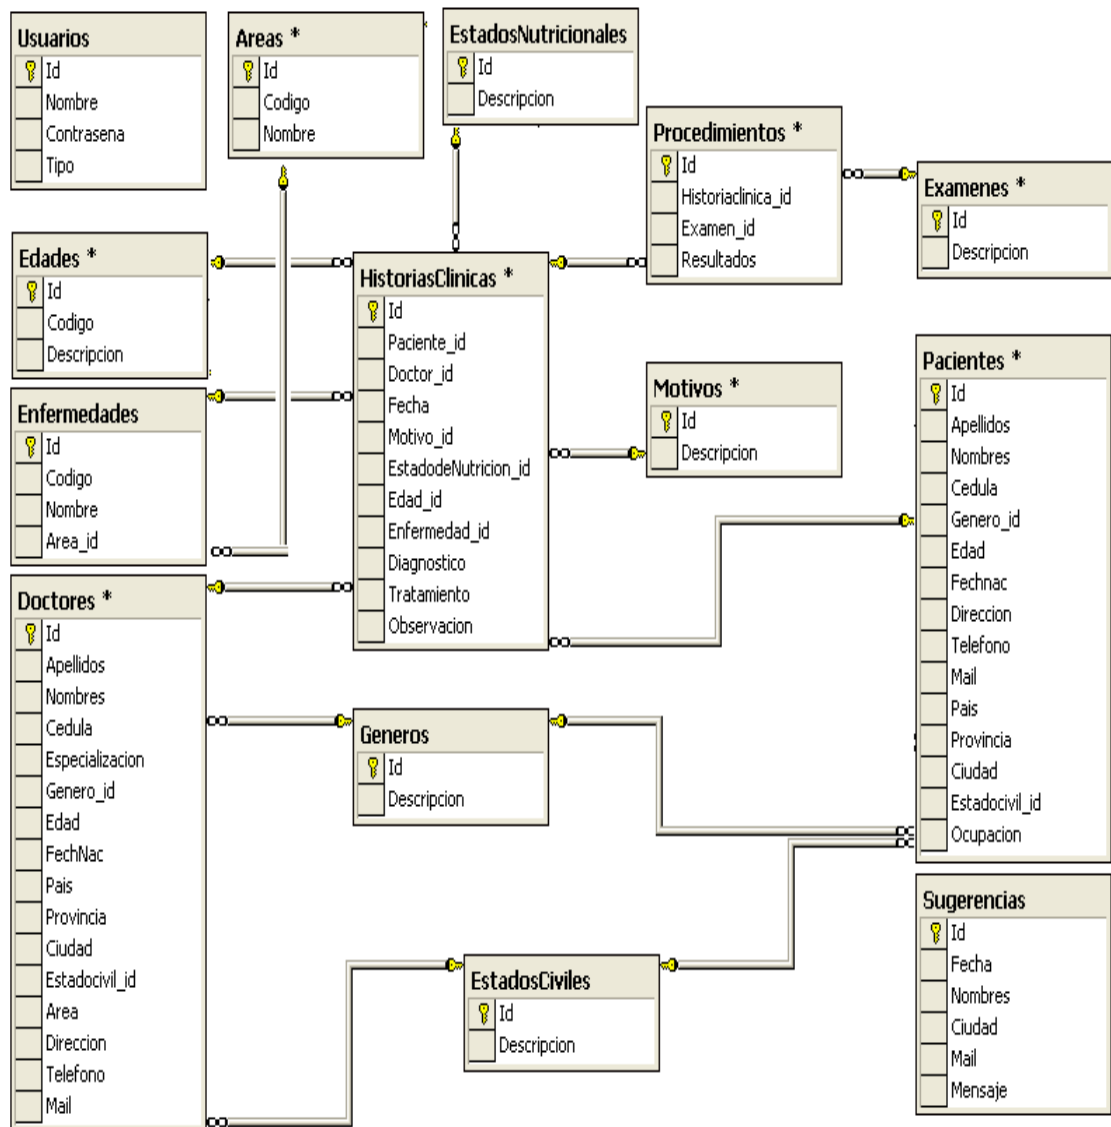 Usuarios
Id
Nombre
Contrasena
Tipo
Areas *
Id
Codigo
Nombre
EstadosNutricionales
Id
Descripcion
Procedimientos *
Id
Historiaclinica_id
Examen_id
Resultados
Examenes *
Id
Descripcion
Edades *
Id
Codigo
Descripcion
HistoriasClinicas *
Id
Paciente_id
Doctor_id
Fecha
Motivo_id
EstadodeNutricion_id
Edad_id
Enfermedad_id
Diagnostico
Tratamiento
Observacion
Motivos *
Id
Descripcion
Pacientes *
Id
Apellidos
Nombres
Cedula
Genero_id
Edad
Fechnac
Direccion
Telefono
Mail
Pais
Provincia
Ciudad
Estadocivil_id
Ocupacion
Enfermedades
Id
Codigo
Nombre
Area_id
Doctores *
Id
Apellidos
Nombres
Cedula
Especializacion
Genero_id
Edad
FechNac
Pais
Provincia
Ciudad
Estadocivil_id
Area
Direccion
Telefono
Mail
Generos
Id
Descripcion
EstadosCiviles
Id
Descripcion
Sugerencias
Id
Fecha
Nombres
Ciudad
Mail
Mensaje